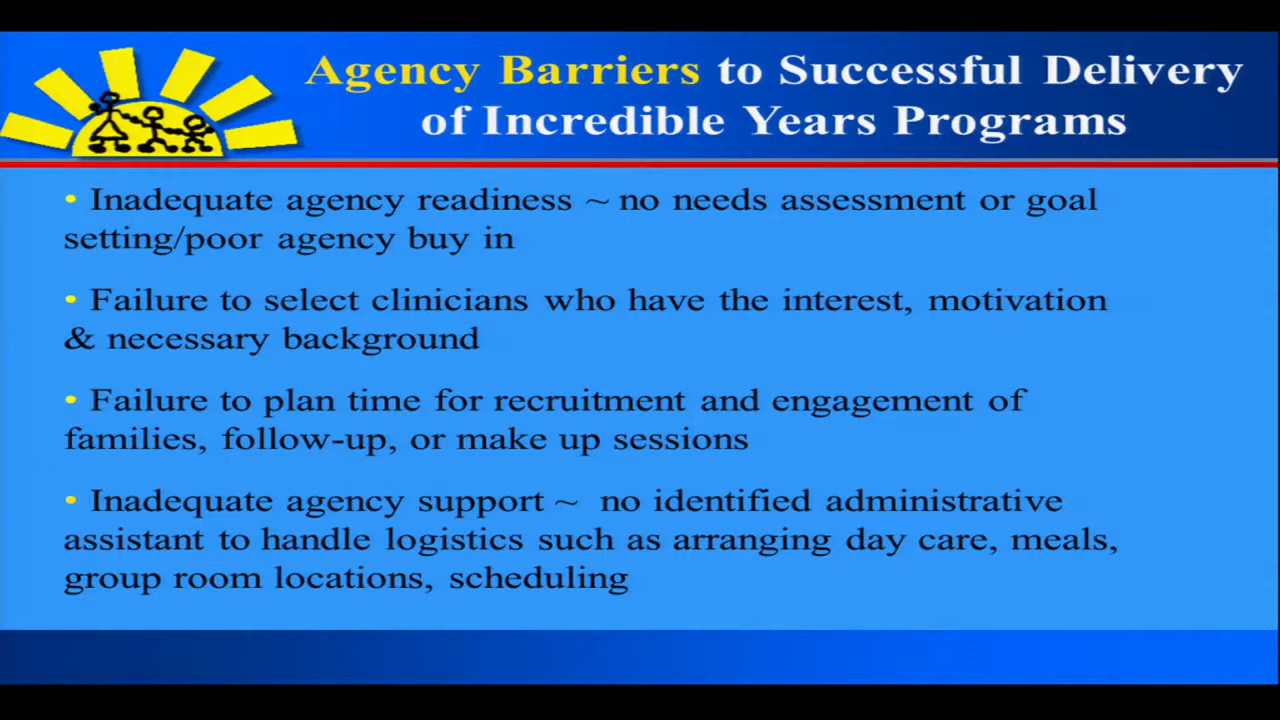 Agency Barriers to Successful Delivery
of Incredible Years Programs
• Inadequate agency readiness ~ no needs assessment or goal
setting/poor agency buy in
• Failure to select clinicians who have the interest, motivation
& necessary background
• Failure to plan time for recruitment and engagement of
families, follow-up, or make up sessions
• Inadequate agency support ~ no identified administrative
assistant to handle logistics such as arranging day care, meals,
group room locations, scheduling